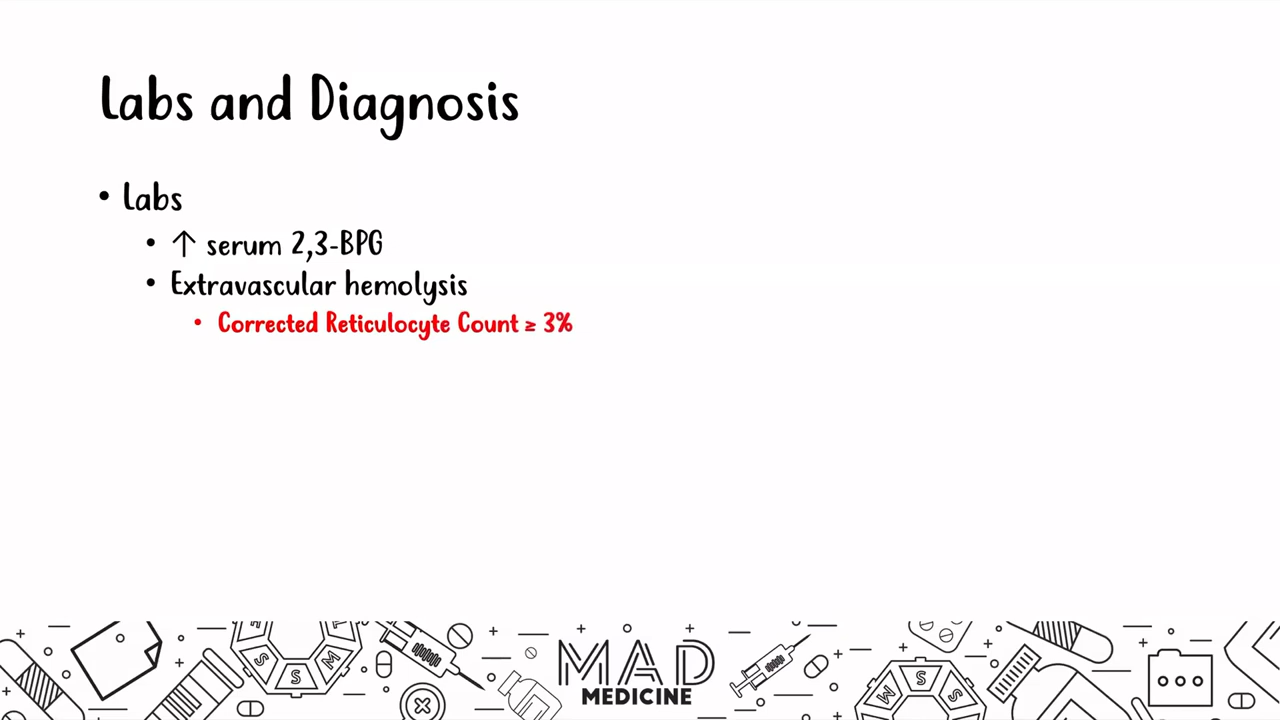 Labs and Diagnosis
• Labs
• ↑ serum 2,3-BPG
• Extravascular hemolysis
• Corrected Reticulocyte Count ≥ 3%
S
S
M
M
S
S
MAD
MEDICINE